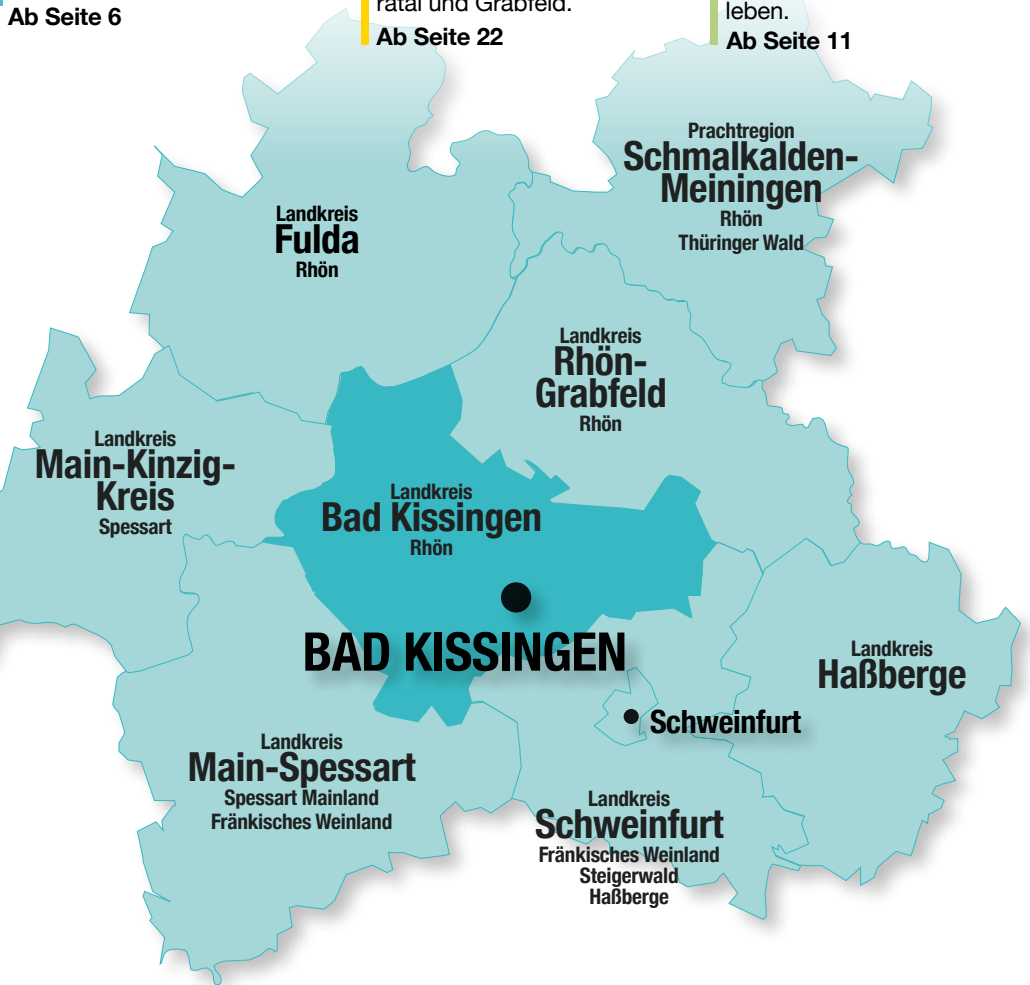 Ab Seite 6
ratal und Grabfeld.
Ab Seite 22
leben.
Ab Seite 11
Prachtregion
Schmalkalden-
Meiningen
Rhön
Thüringer Wald
Landkreis
Fulda
Rhön
Landkreis
Rhön-
Grabfeld
Rhön
Landkreis
Main-Kinzig-
Kreis
Spessart
Landkreis
Bad Kissingen
Rhön
BAD KISSINGEN
Landkreis
Haßberge
Schweinfurt
Landkreis
Main-Spessart
Spessart Mainland
Fränkisches Weinland
Landkreis
Schweinfurt
Fränkisches Weinland
Steigerwald
Haßberge